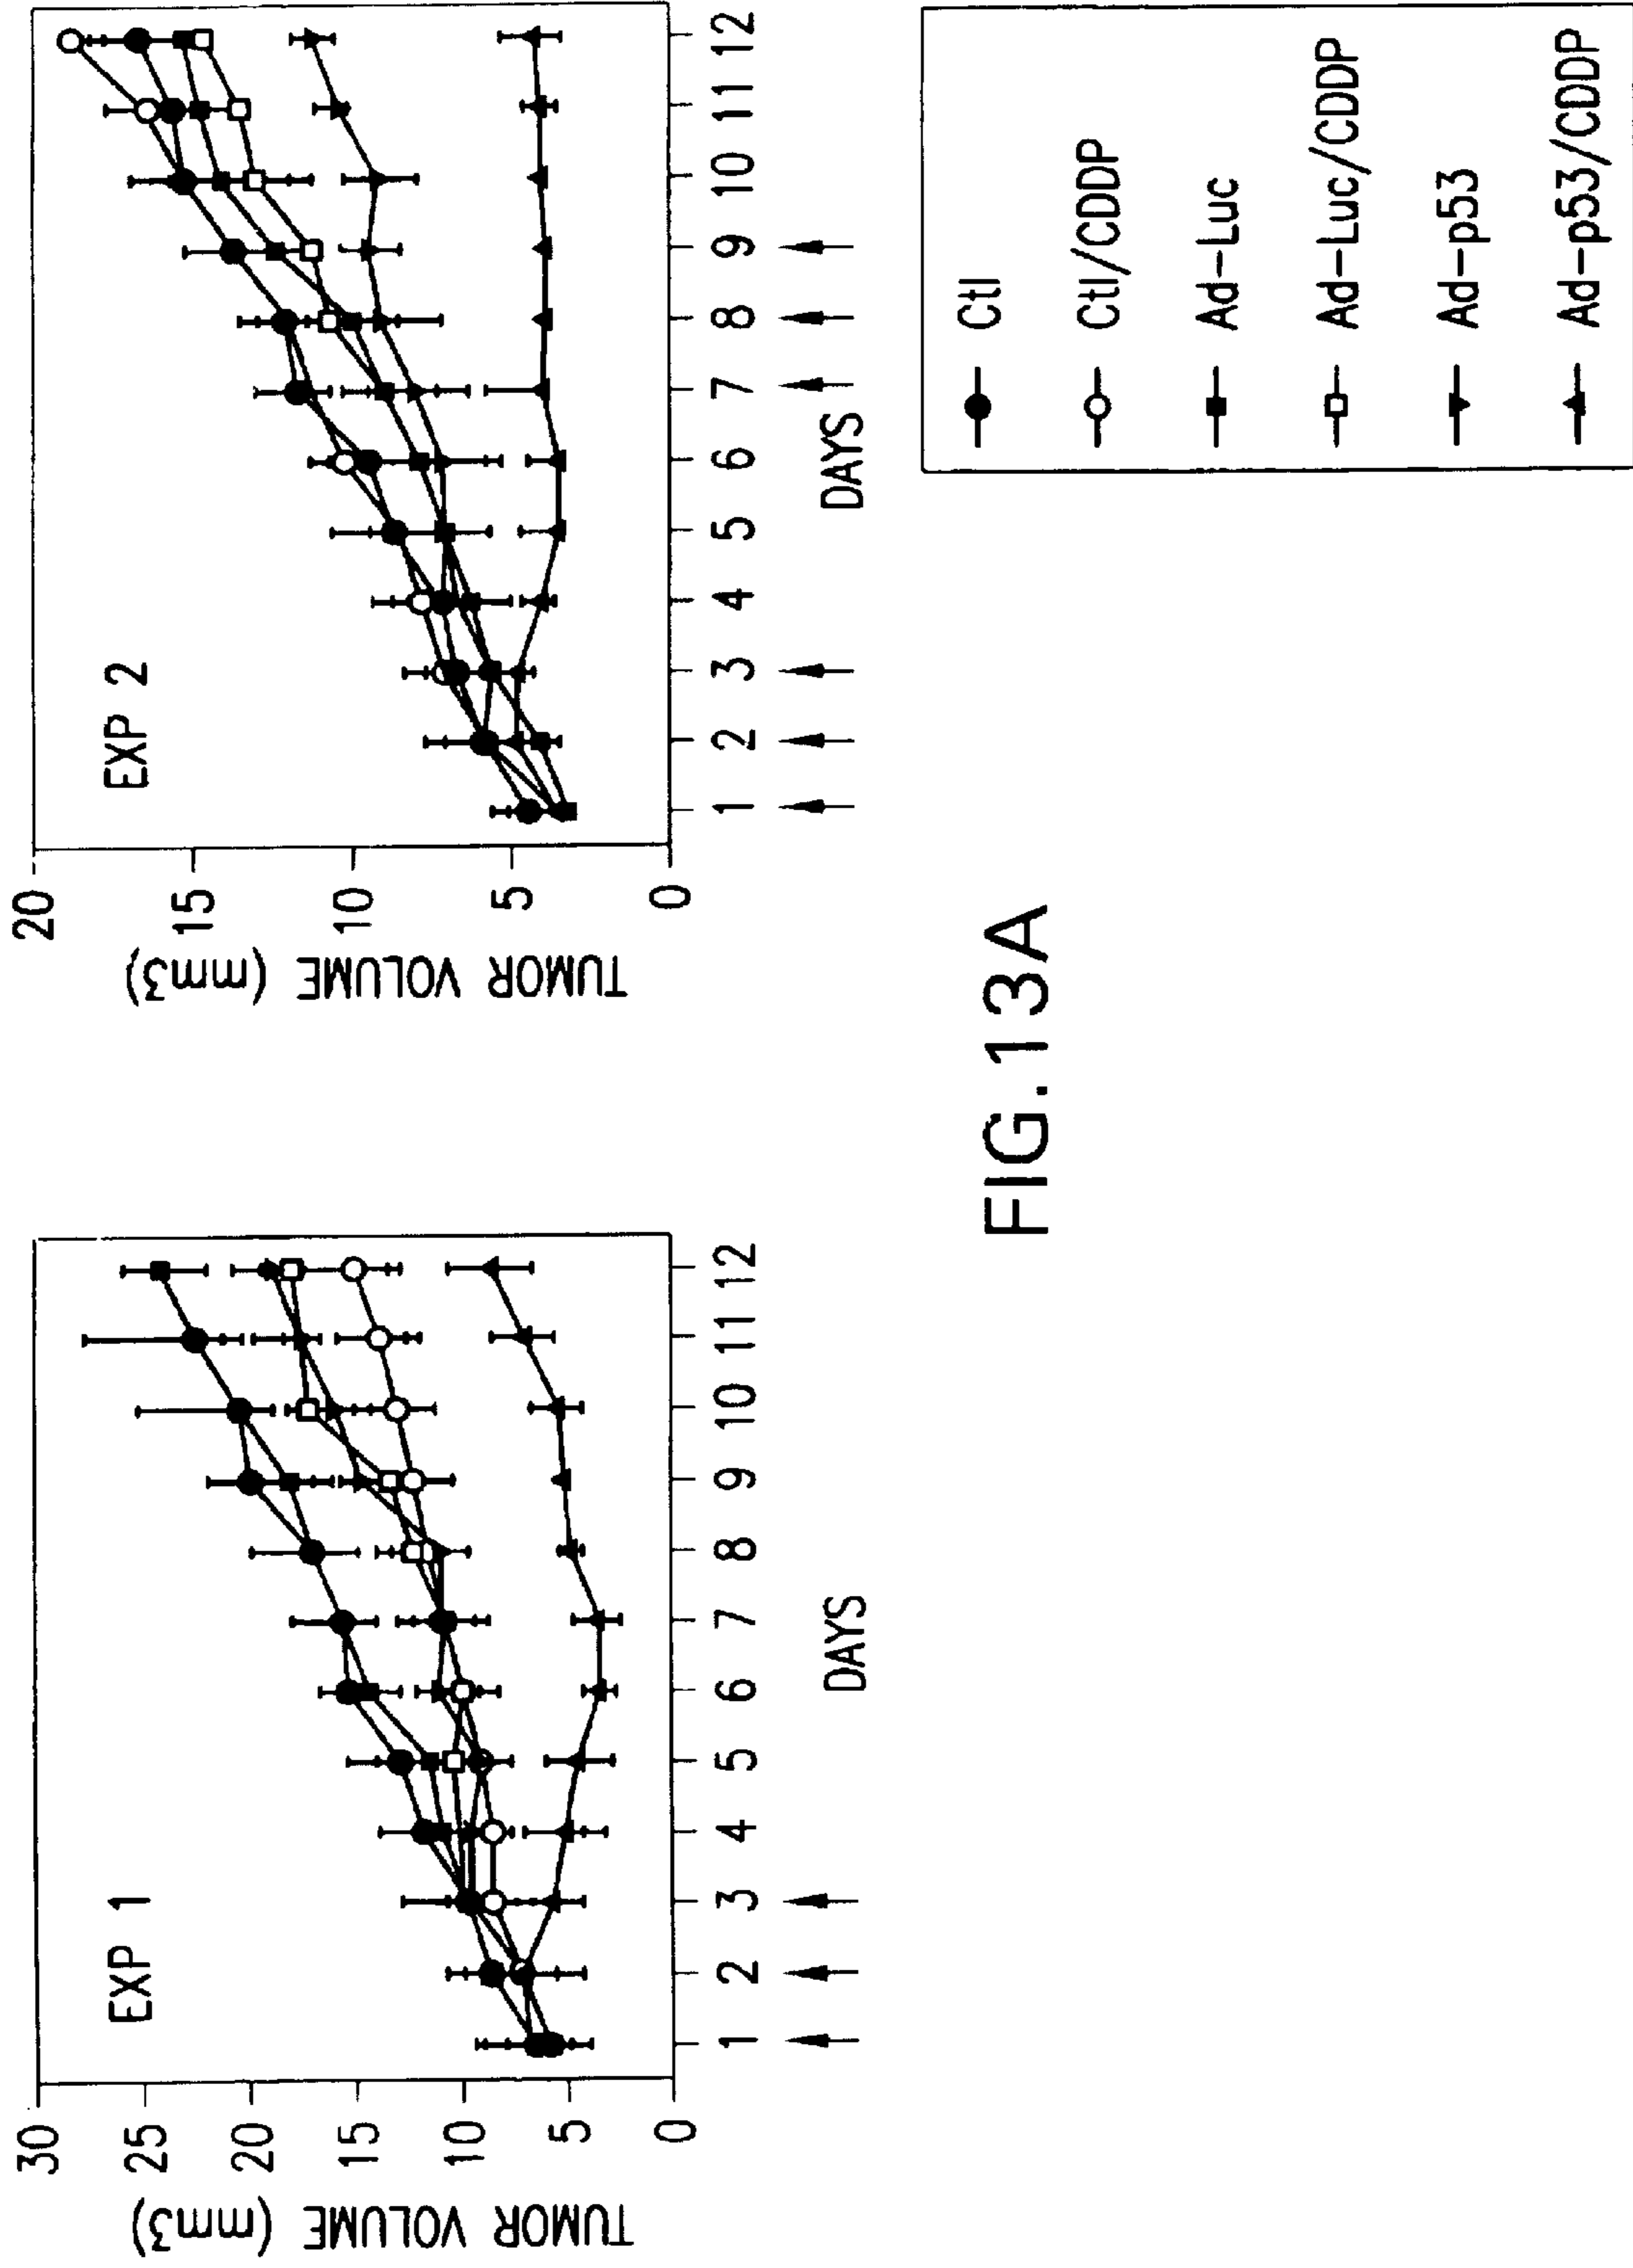 EXP 1
30
25
20
15
10
5
0
TUMOR VOLUME
(mm3)
1 2 3 4 5 6 7 8 9 10 11 12
DAYS
EXP 2
20
15
10
5
0
TUMOR VOLUME
(mm3)
1 2 3 4 5 6 7 8 9 10 11 12
DAYS
Ctl
Ctl/CDDP
Ad-Luc
Ad-Luc/CDDP
Ad-p53
Ad-p53/CDDP
FIG.13A